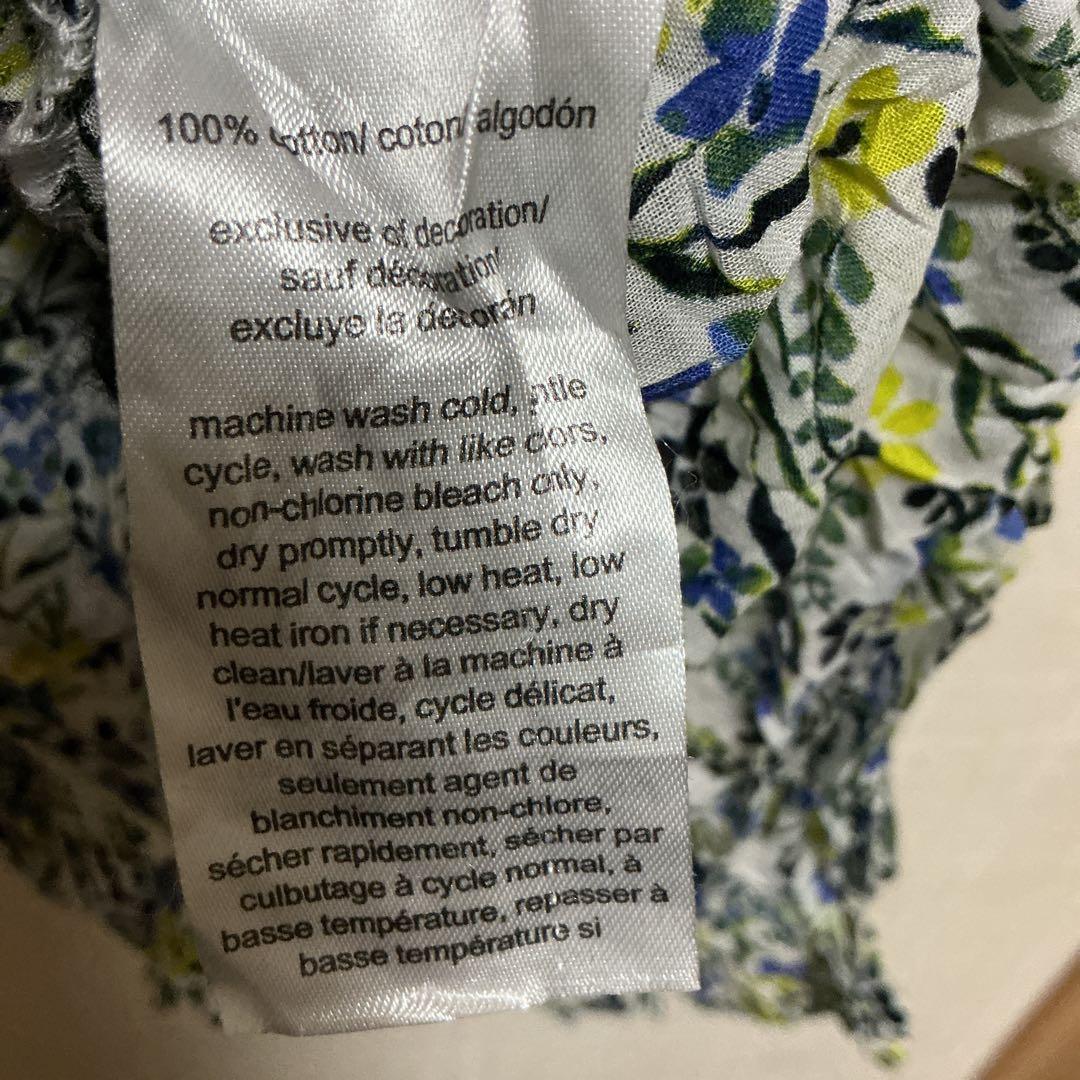 100% cotton/ coton/ algodón
exclusive of decoration/
sauf décoration/
excluye la decorán
machine wash cold, gentle
cycle, wash with like colors,
non-chlorine bleach only,
dry promptly, tumble dry
normal cycle, low heat, low
heat iron if necessary, dry
clean/laver à la machine à
l'eau froide, cycle délicat,
laver en séparant les couleurs,
seulement agent de
blanchiment non-chlore,
sécher rapidement, sécher par
culbutage à cycle normal, à
basse température, repasser à
basse température si